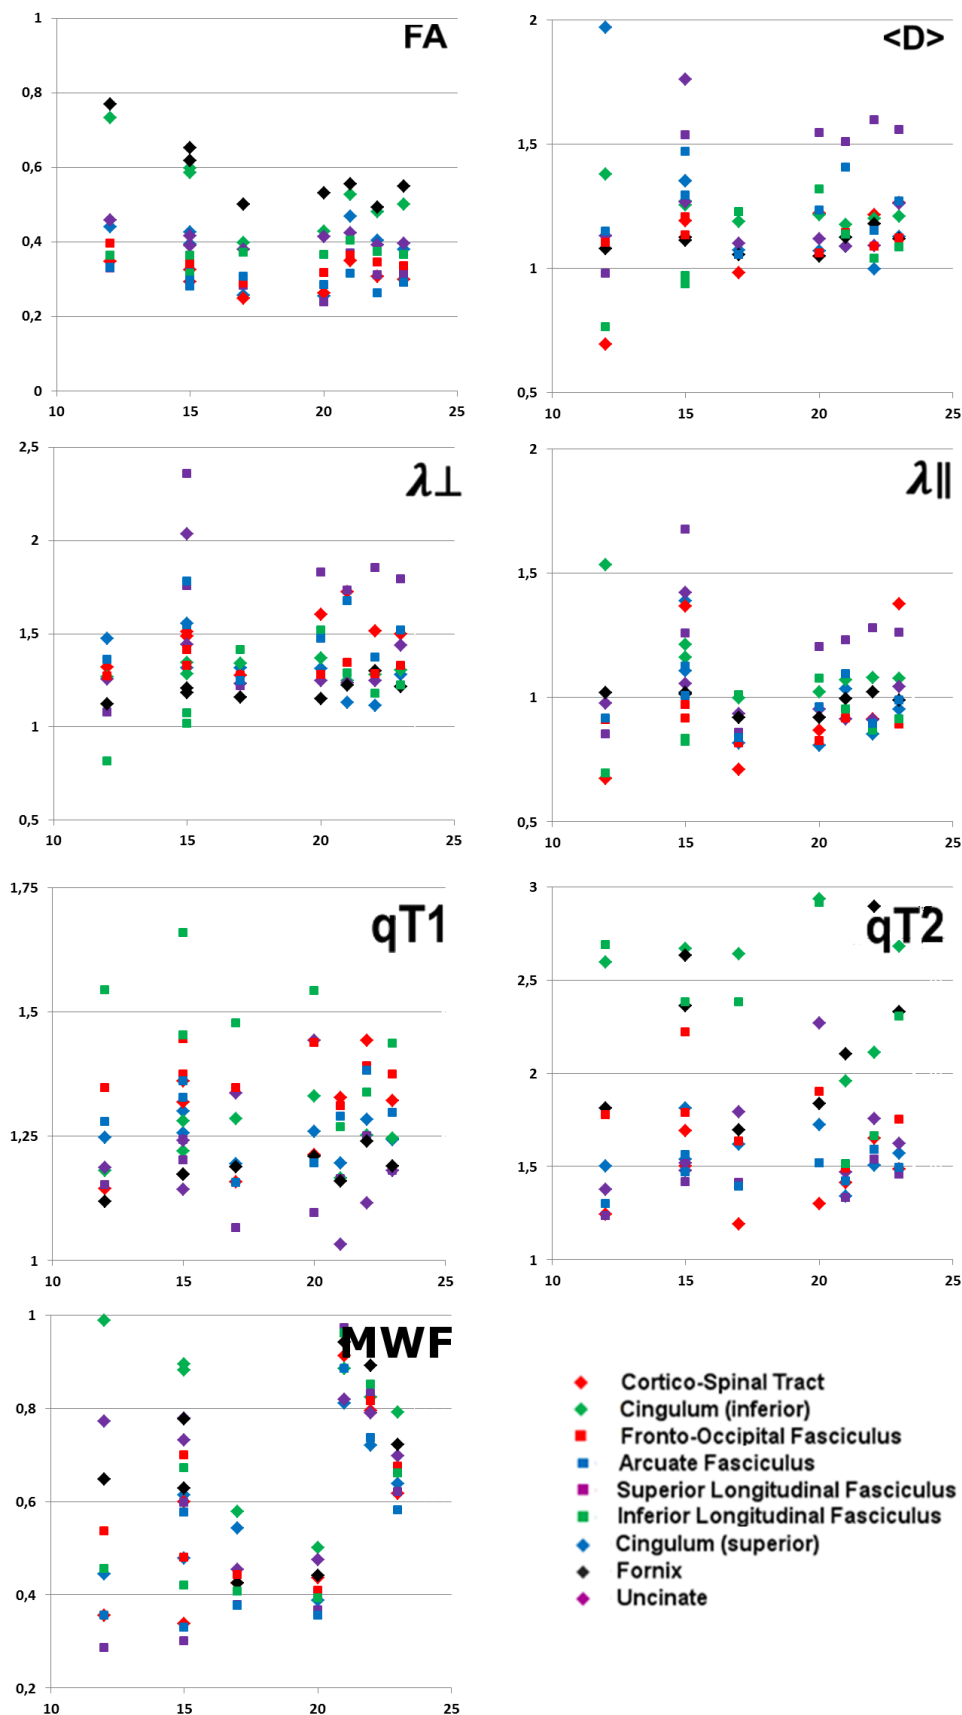 FA
1
0,8
0,6
0,4
0,2
0
10 15 20 25
<D>
2
1,5
1
0,5
10 15 20 25
λ⊥
2,5
2
1,5
1
0,5
10 15 20 25
λ||
2
1,5
1
0,5
10 15 20 25
qT1
1,75
1,5
1,25
1
10 15 20 25
qT2
3
2,5
2
1,5
1
10 15 20 25
MWF
1
0,8
0,6
0,4
0,2
10 15 20 25
Cortico-Spinal Tract
Cingulum (inferior)
Fronto-Occipital Fasciculus
Arcuate Fasciculus
Superior Longitudinal Fasciculus
Inferior Longitudinal Fasciculus
Cingulum (superior)
Fornix
Uncinate